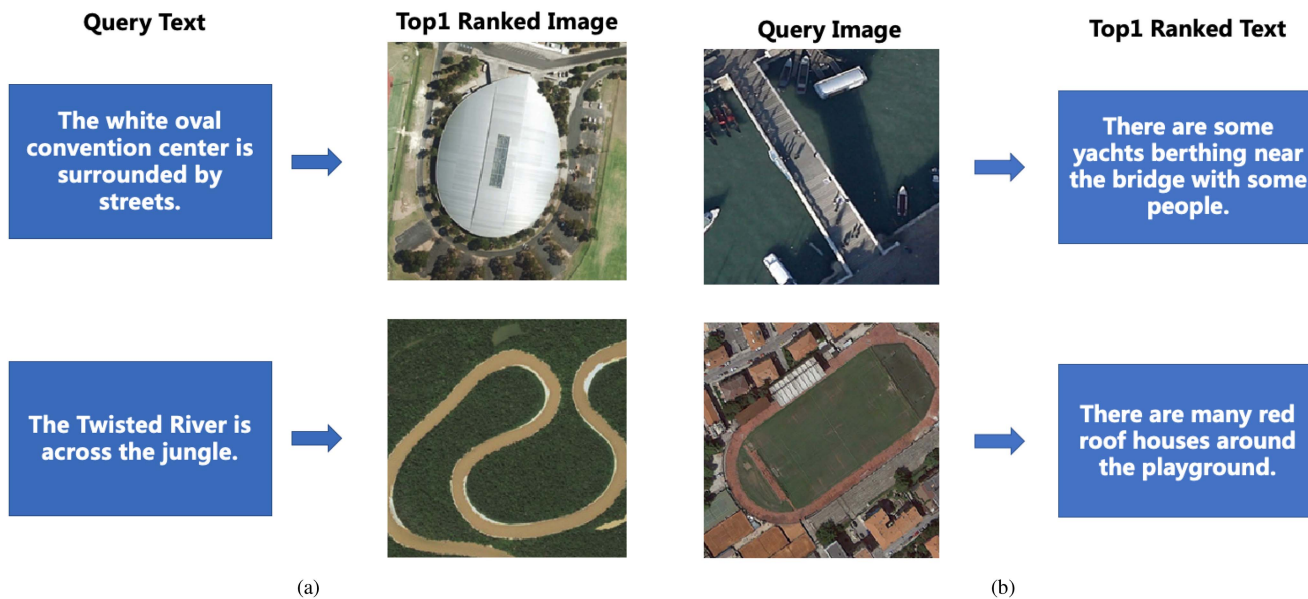 Query Text
Top1 Ranked Image
Query Image
Top1 Ranked Text
The white oval
convention center is
surrounded by
streets.
There are some
yachts berthing near
the bridge with some
people.
The Twisted River is
across the jungle.
There are many red
roof houses around
the playground.
(a)
(b)